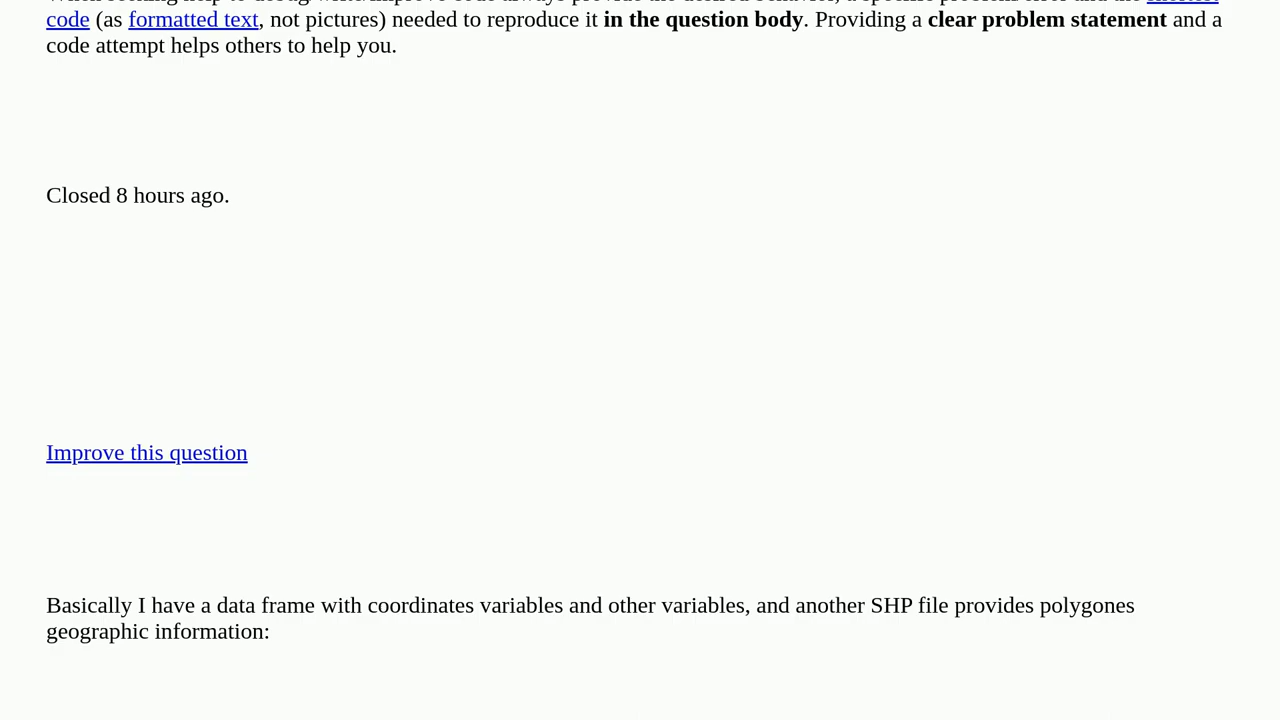 code (as formatted text, not pictures) needed to reproduce it in the question body. Providing a clear problem statement and a
code attempt helps others to help you.
Closed 8 hours ago.
Improve this question
Basically I have a data frame with coordinates variables and other variables, and another SHP file provides polygones
geographic information: